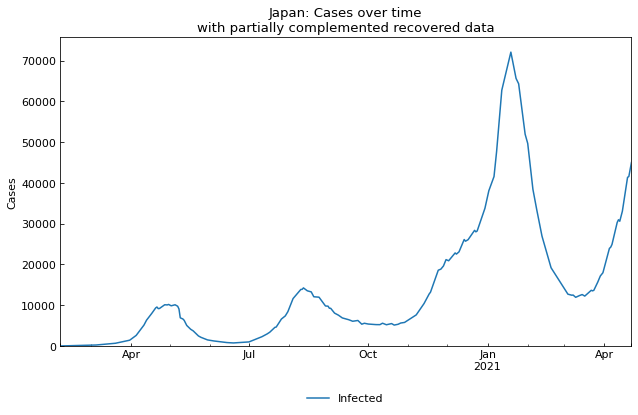 Japan: Cases over time
with partially complemented recovered data
70000
60000
50000
40000
30000
20000
10000
0
Cases
Apr
Jul
Oct
Jan
2021
Apr
Infected